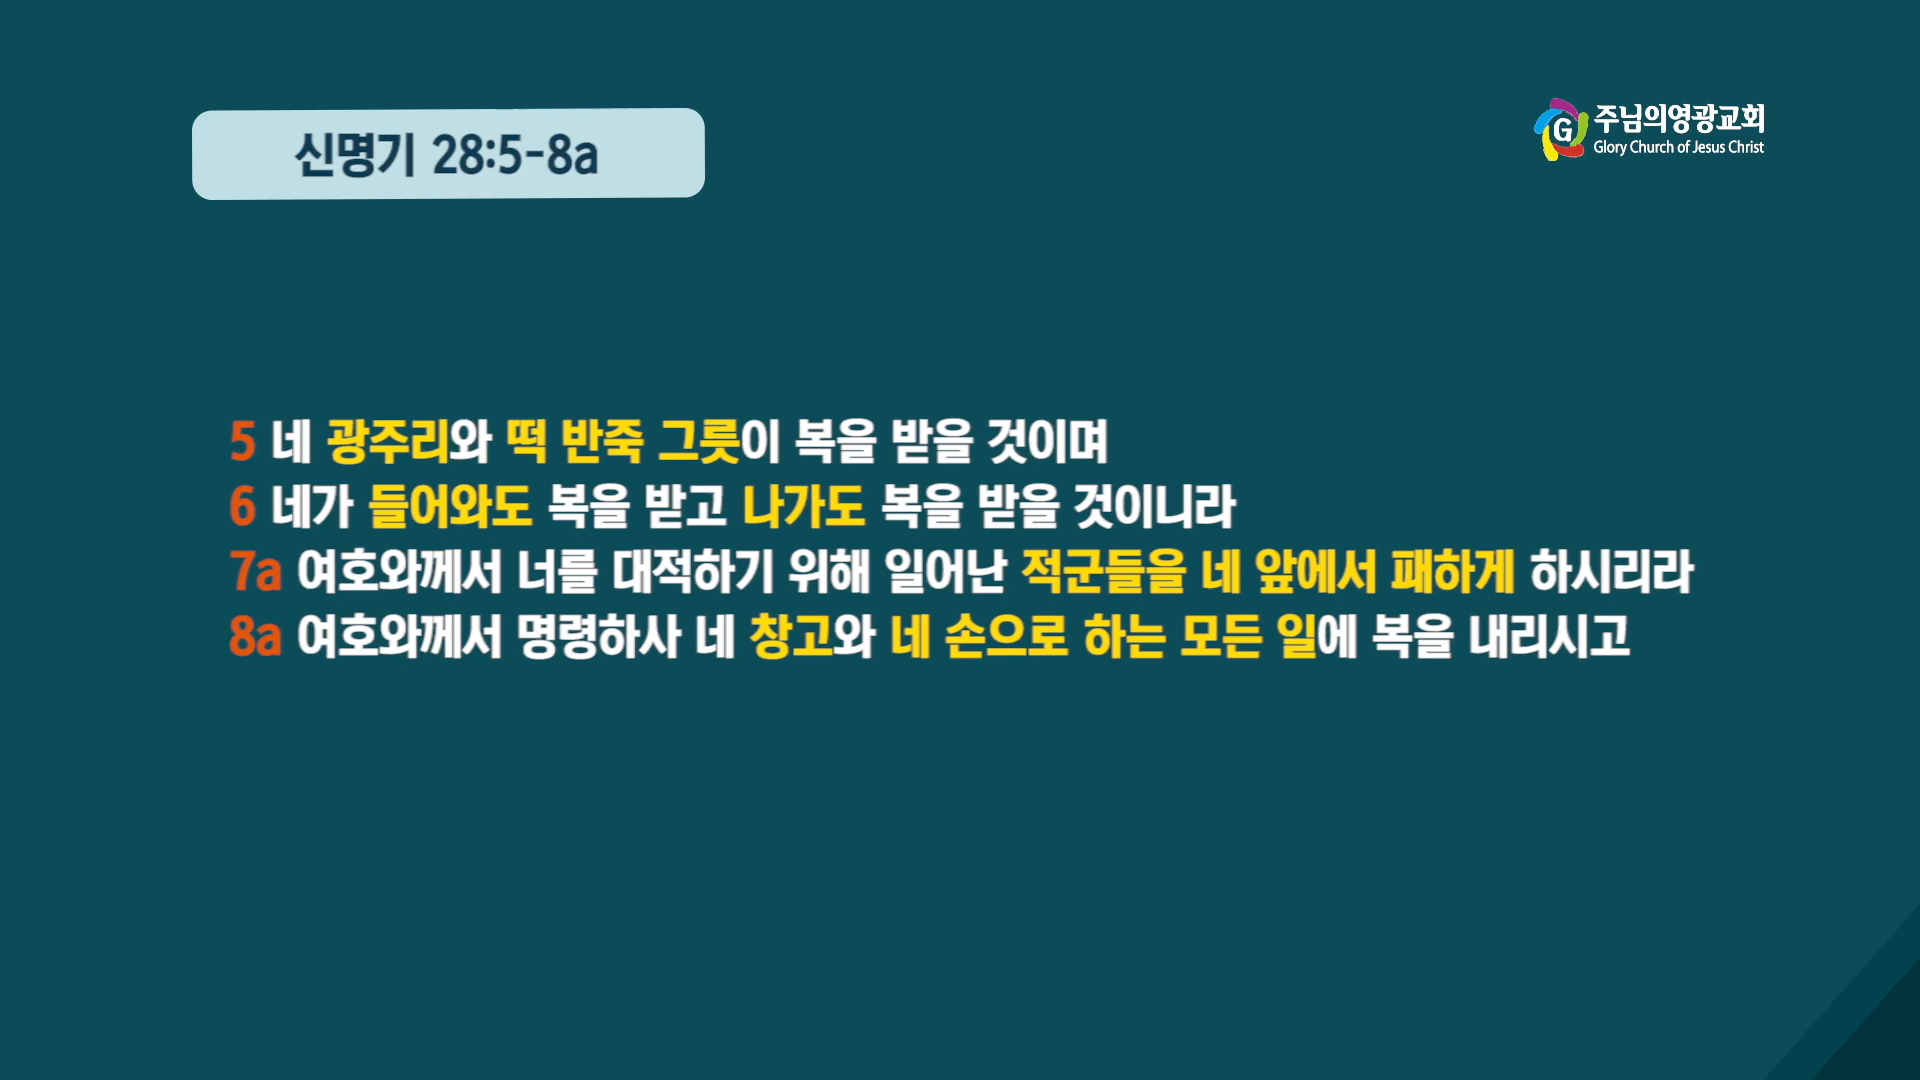 신명기 28:5-8a
주님의영광교회
G
Glory Church of Jesus Christ
5 네 광주리와 떡 반죽 그릇이 복을 받을 것이며
6 네가 들어와도 복을 받고 나가도 복을 받을 것이니라
7a 여호와께서 너를 대적하기 위해 일어난 적군들을 네 앞에서 패하게 하시리라
8a 여호와께서 명령하사 네 창고와 네 손으로 하는 모든 일에 복을 내리시고